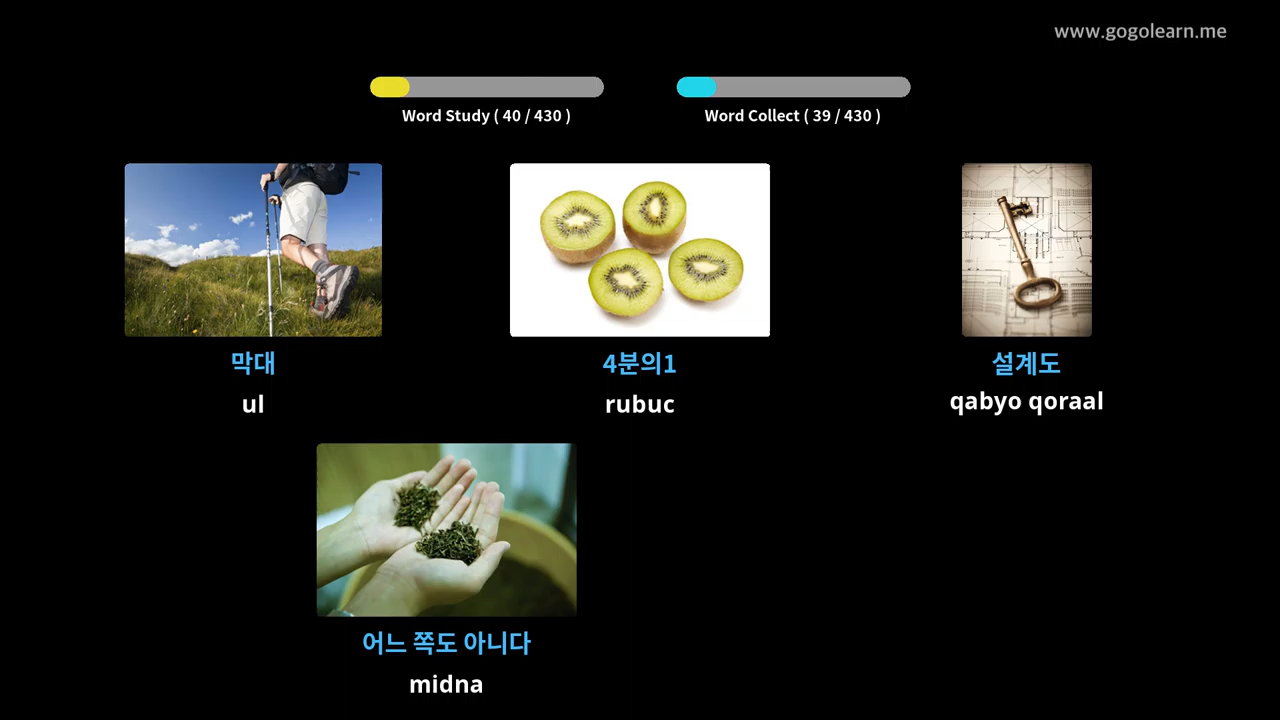 www.gogolearn.me
Word Study ( 40 / 430 )
Word Collect ( 39 / 430 )
막대
ul
4분의1
rubuc
설계도
qabyo qoraal
어느 쪽도 아니다
midna